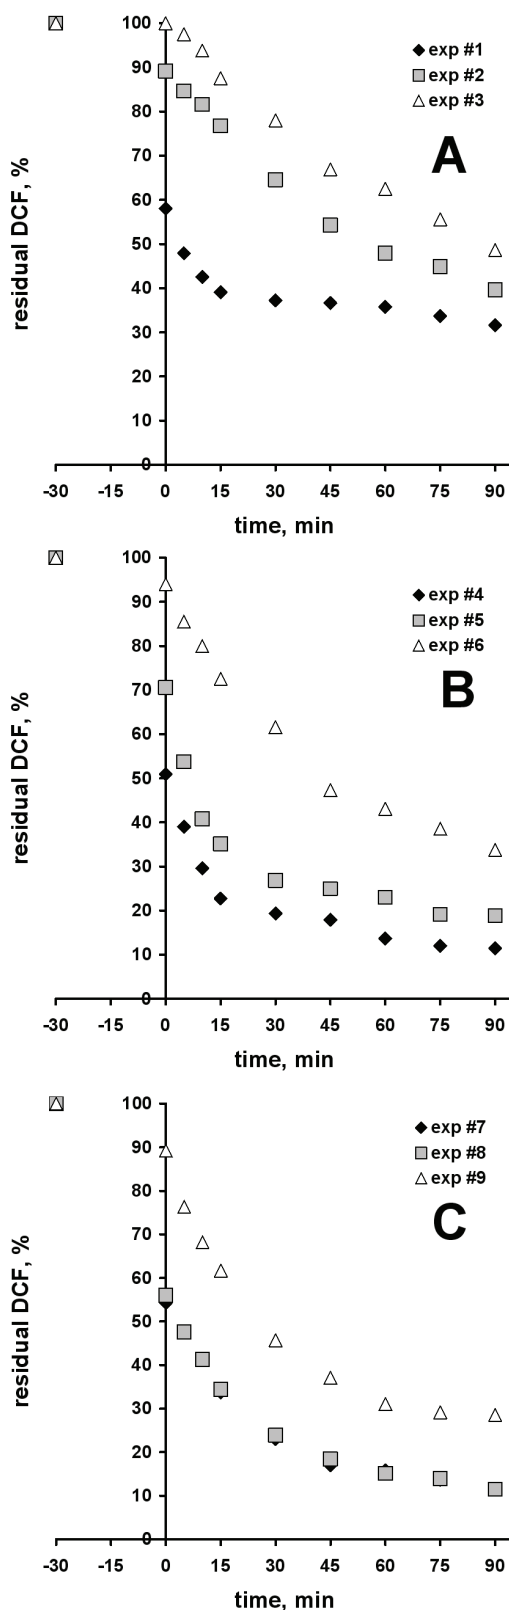 100
90
80
70
60
50
40
30
20
10
0
residual DCF, %
exp #1
exp #2
exp #3
A
-30 -15 0 15 30 45 60 75 90
time, min
100
90
80
70
60
50
40
30
20
10
0
residual DCF, %
exp #4
exp #5
exp #6
B
-30 -15 0 15 30 45 60 75 90
time, min
100
90
80
70
60
50
40
30
20
10
0
residual DCF, %
exp #7
exp #8
exp #9
C
-30 -15 0 15 30 45 60 75 90
time, min